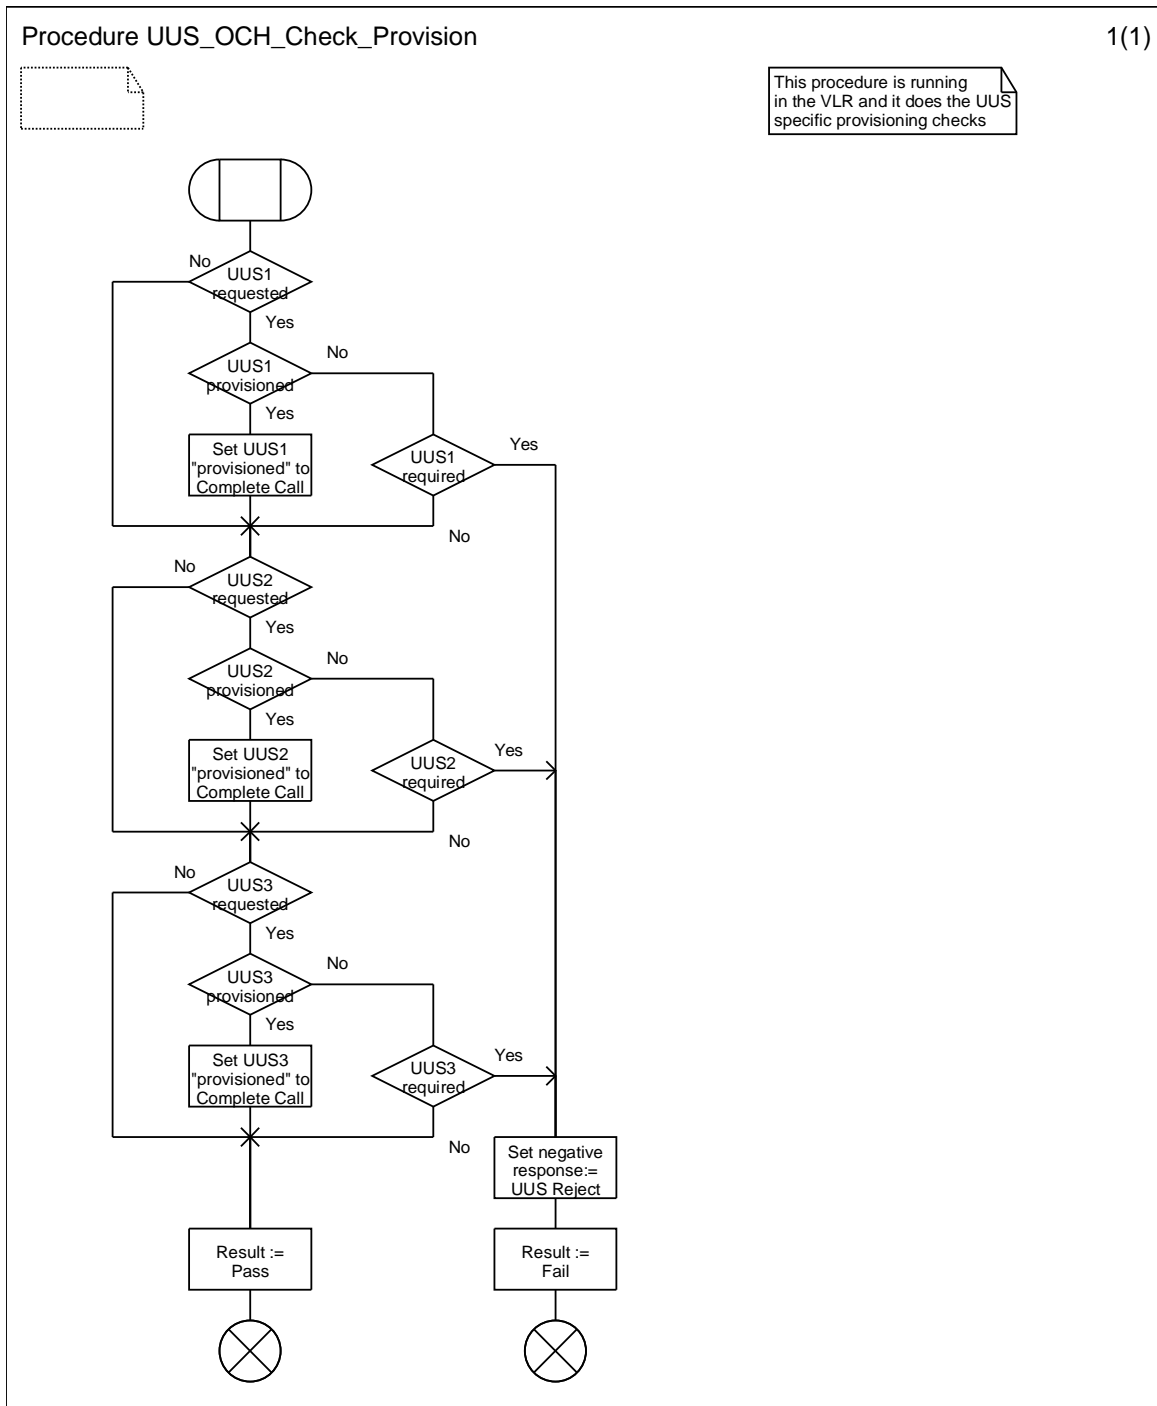 Procedure UUS_OCH_Check_Provision
1(1)
This procedure is running
in the VLR and it does the UUS
specific provisioning checks
No
UUS1
requested
Yes
UUS1
provisioned
No
Yes
Set UUS1
"provisioned" to
Complete Call
UUS1
required
Yes
No
No
UUS2
requested
Yes
UUS2
provisioned
No
Yes
Set UUS2
"provisioned" to
Complete Call
UUS2
required
Yes
No
No
UUS3
requested
Yes
UUS3
provisioned
No
Yes
Set UUS3
"provisioned" to
Complete Call
UUS3
required
Yes
No
Set negative
response:=
UUS Reject
Result :=
Pass
Result :=
Fail